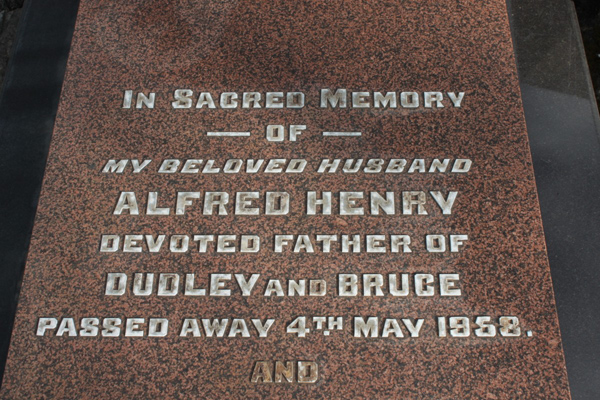 In Sacred Memory
— OF —
MY BELOVED HUSBAND
ALFRED HENRY
DEVOTED FATHER OF
DUDLEY AND BRUCE
PASSED AWAY 4TH. MAY 1958.
AND